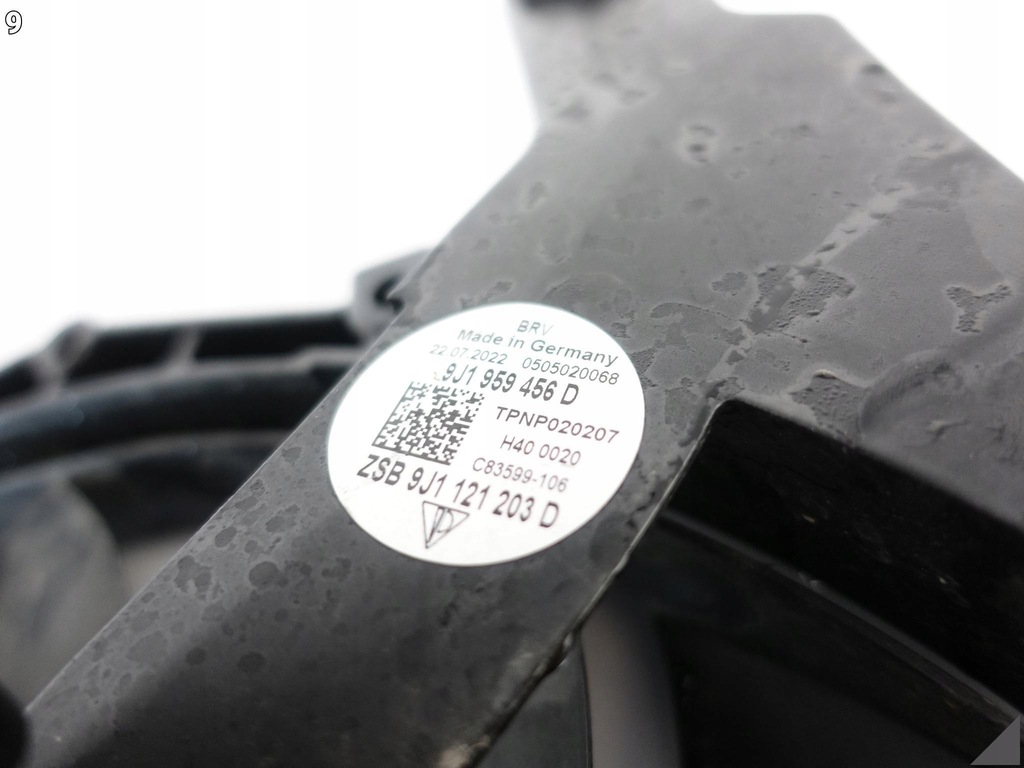 9
BRV
Made in Germany
22.07.2022 0505020068
9J1 959 456 D
TPNP020207
H40 0020
C83599-106
ZSB 9J1 121 203 D